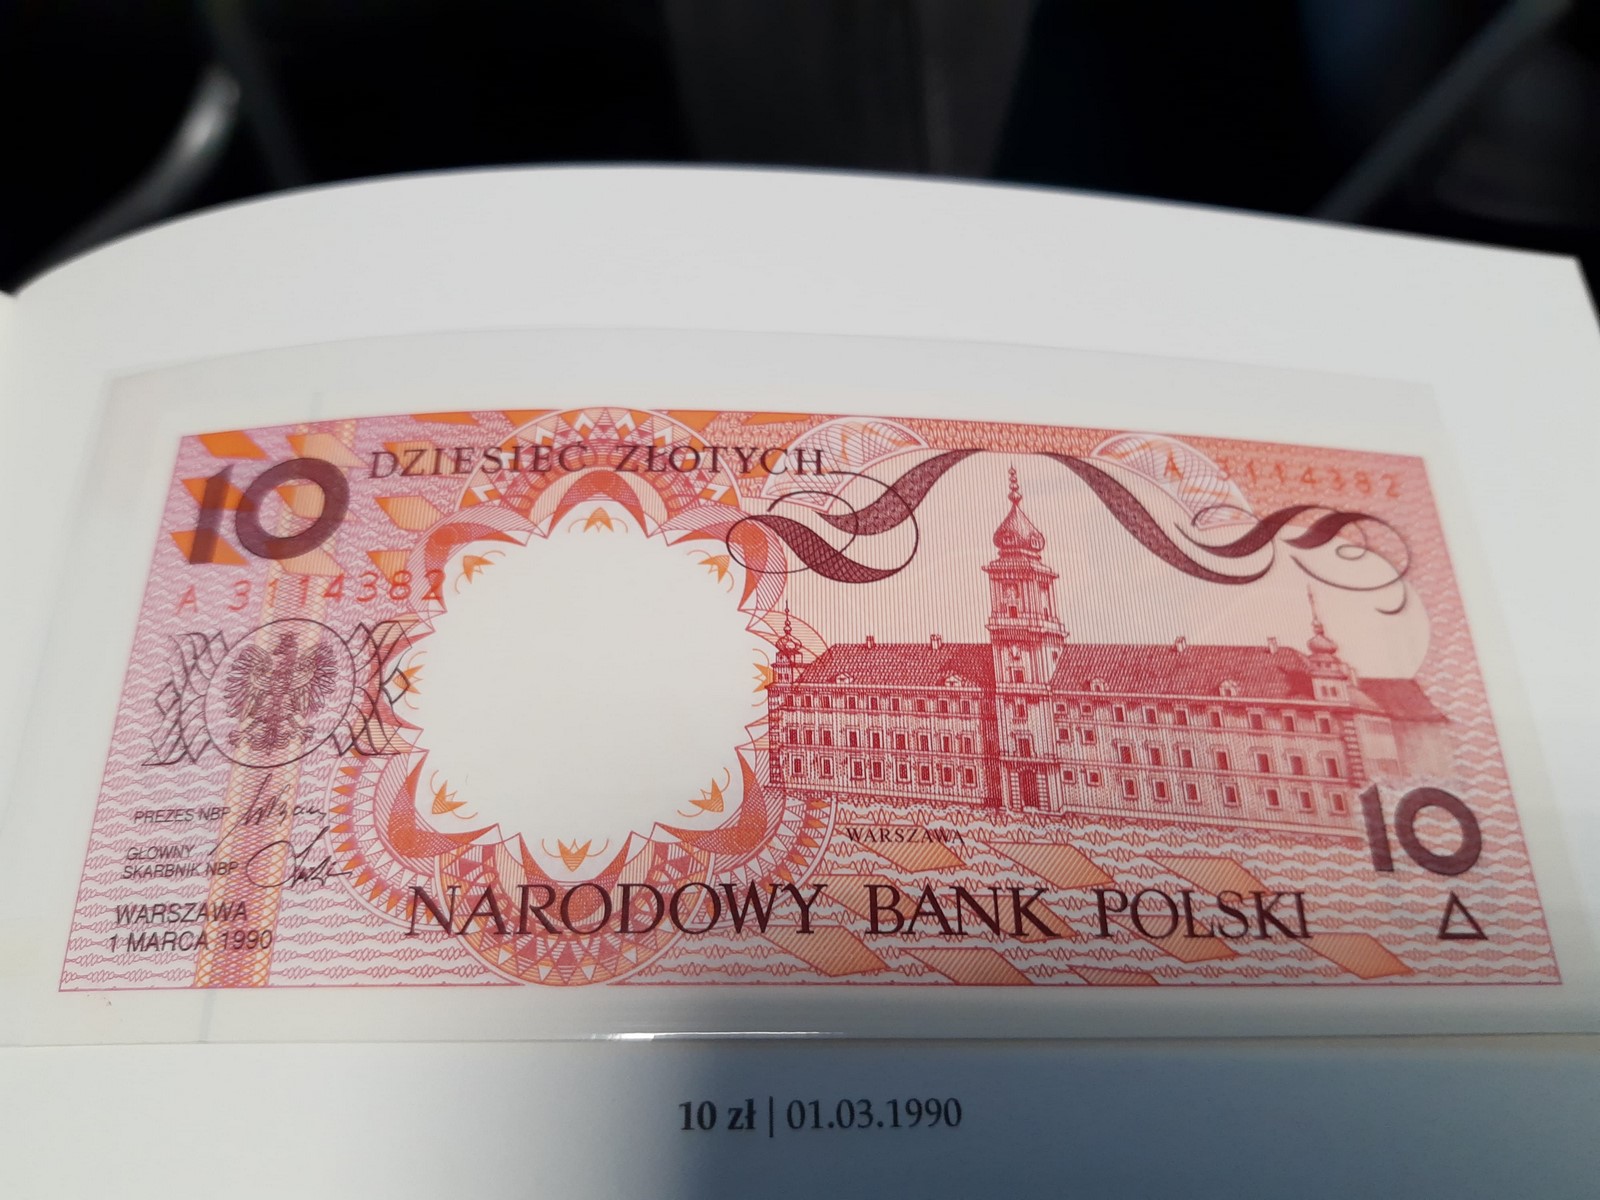 10
DZIESIĘĆ ZŁOTYCH
A 3114382
A 3114382
PREZES NBP
GŁÓWNY
SKARBNIK NBP
WARSZAWA
1 MARCA 1990
WARSZAWA
10
NARODOWY BANK POLSKI
10 zł | 01.03.1990